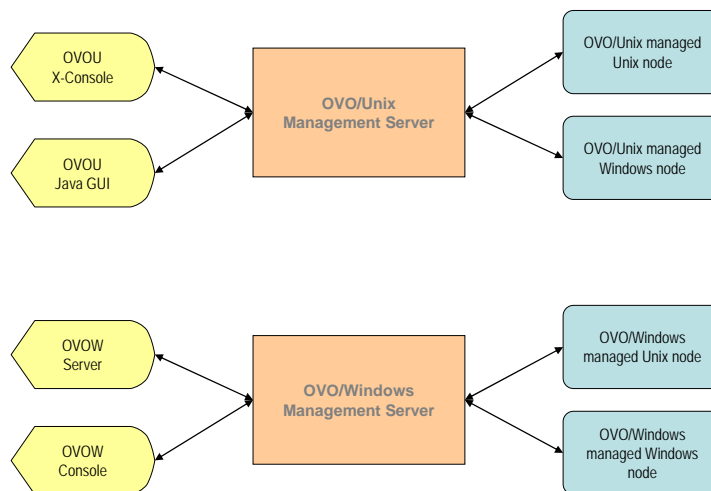 OVOU
X-Console
OVO/Unix
Management Server
OVO/Unix managed
Unix node
OVOU
Java GUI
OVO/Unix managed
Windows node
OVOW
Server
OVO/Windows
Management Server
OVO/Windows
managed Unix node
OVOW
Console
OVO/Windows
managed Windows
node